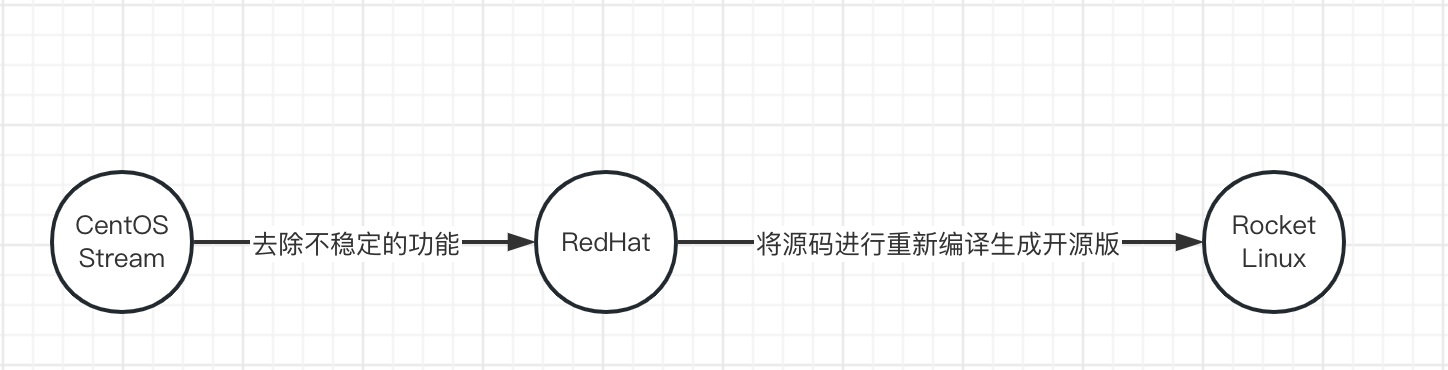 CentOS
Stream
去除不稳定的功能
RedHat
将源码进行重新编译生成开源版
Rocket
Linux